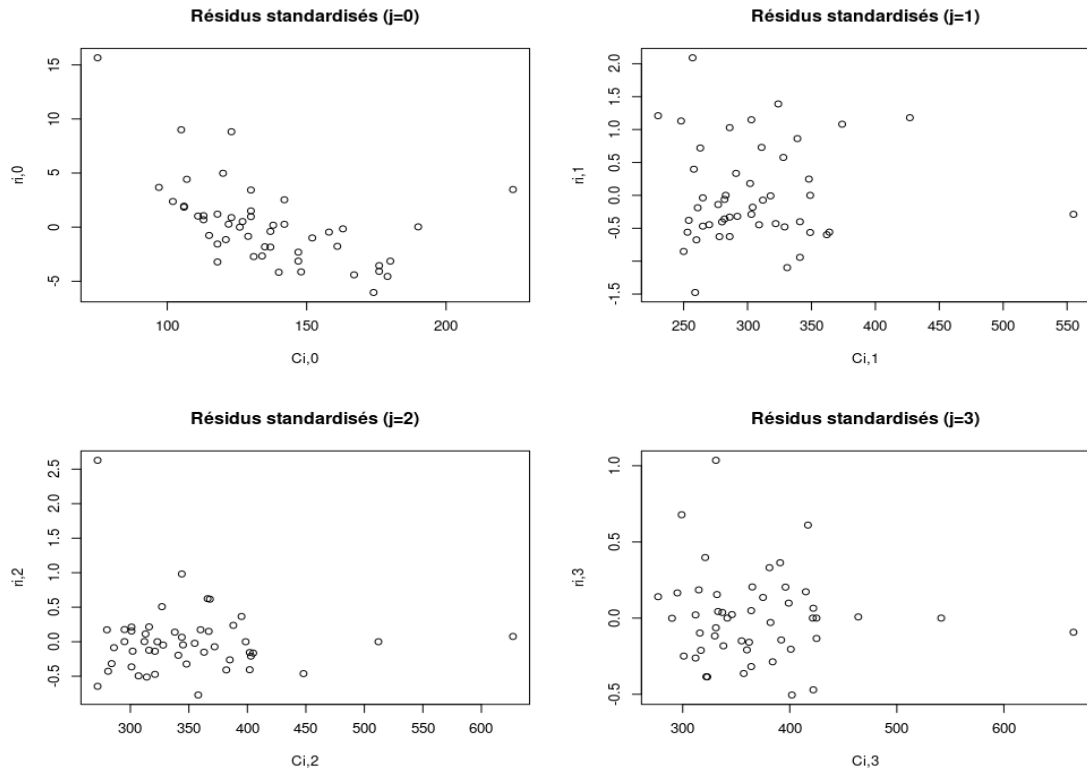 Résidus standardisés (j=0)
15
10
5
0
-5
ri,0
100 150 200
Ci,0
Résidus standardisés (j=1)
2.0
1.5
1.0
0.5
0.0
-0.5
-1.5
ri,1
250 300 350 400 450 500 550
Ci,1
Résidus standardisés (j=2)
2.5
2.0
1.5
1.0
0.5
0.0
-0.5
ri,2
300 350 400 450 500 550 600
Ci,2
Résidus standardisés (j=3)
1.0
0.5
0.0
-0.5
ri,3
300 400 500 600
Ci,3